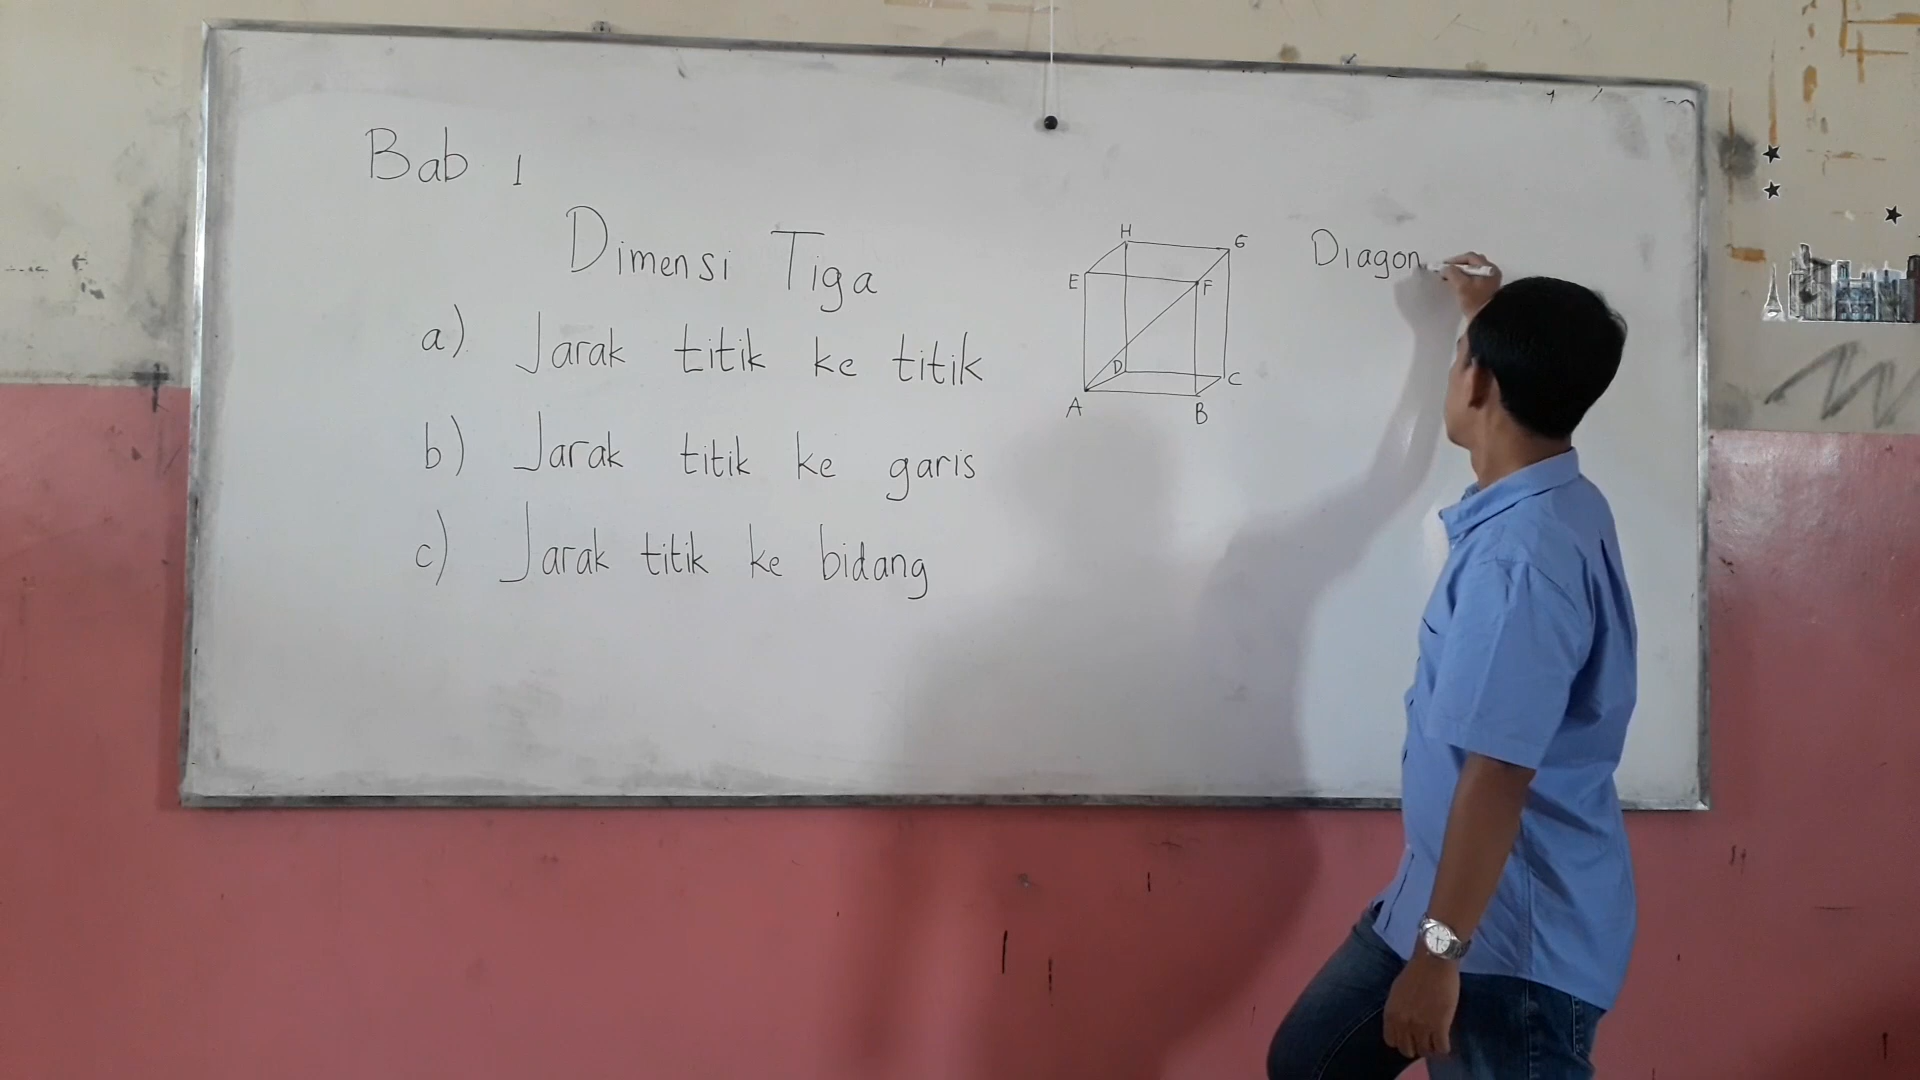 Bab 1
Dimensi Tiga
a) Jarak titik ke titik
b) Jarak titik ke garis
c) Jarak titik ke bidang
H
G
E
F
D
C
A
B
Diagon